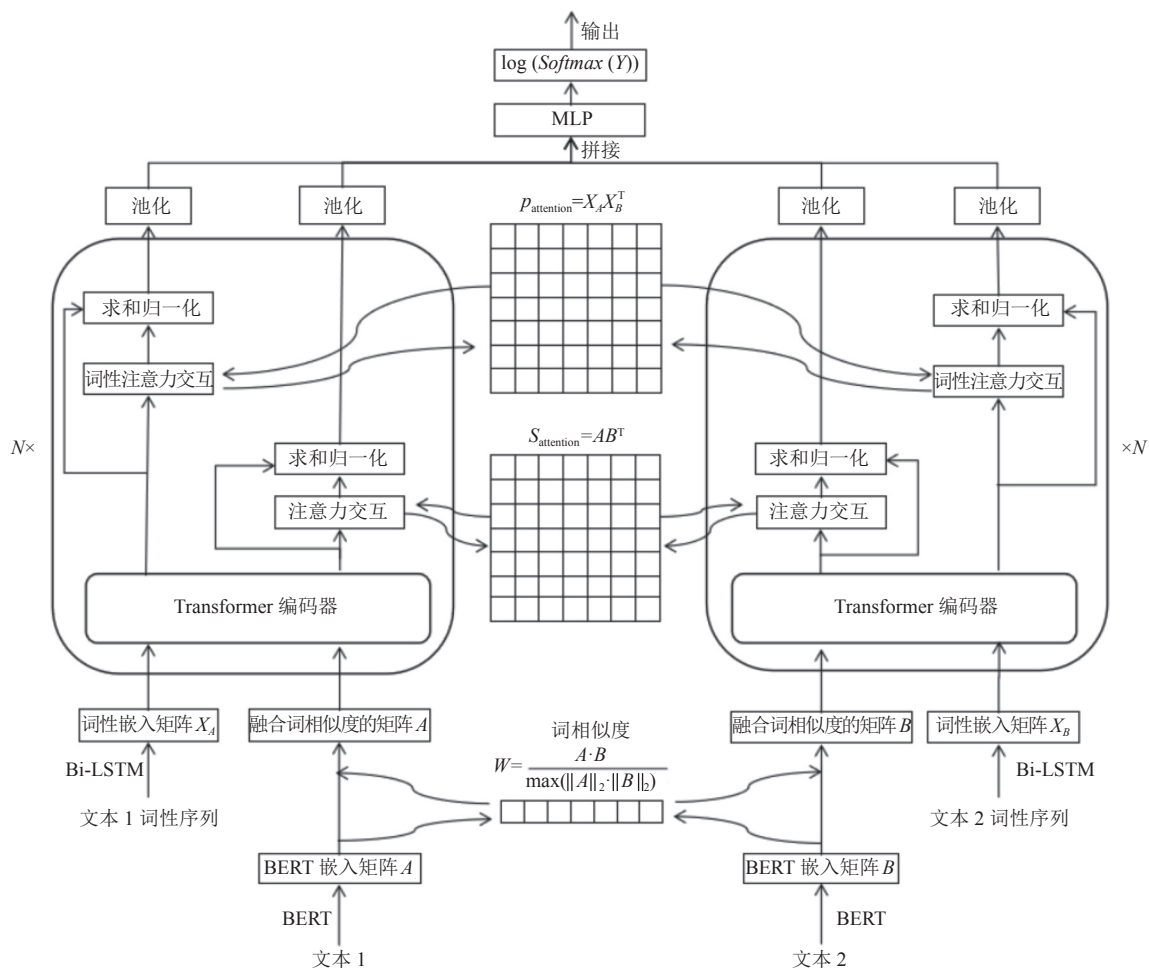 输出
log (Softmax (Y))
MLP
拼接
池化
池化
池化
池化
p_attention=X_A X_B^T
求和归一化
求和归一化
词性注意力交互
词性注意力交互
N×
×N
S_attention=AB^T
求和归一化
求和归一化
注意力交互
注意力交互
Transformer 编码器
Transformer 编码器
词性嵌入矩阵 X_A
融合词相似度的矩阵 A
融合词相似度的矩阵 B
词性嵌入矩阵 X_B
词相似度
W= A·B / max(||A||_2·||B||_2)
Bi-LSTM
Bi-LSTM
文本 1 词性序列
文本 2 词性序列
BERT 嵌入矩阵 A
BERT 嵌入矩阵 B
BERT
BERT
文本 1
文本 2